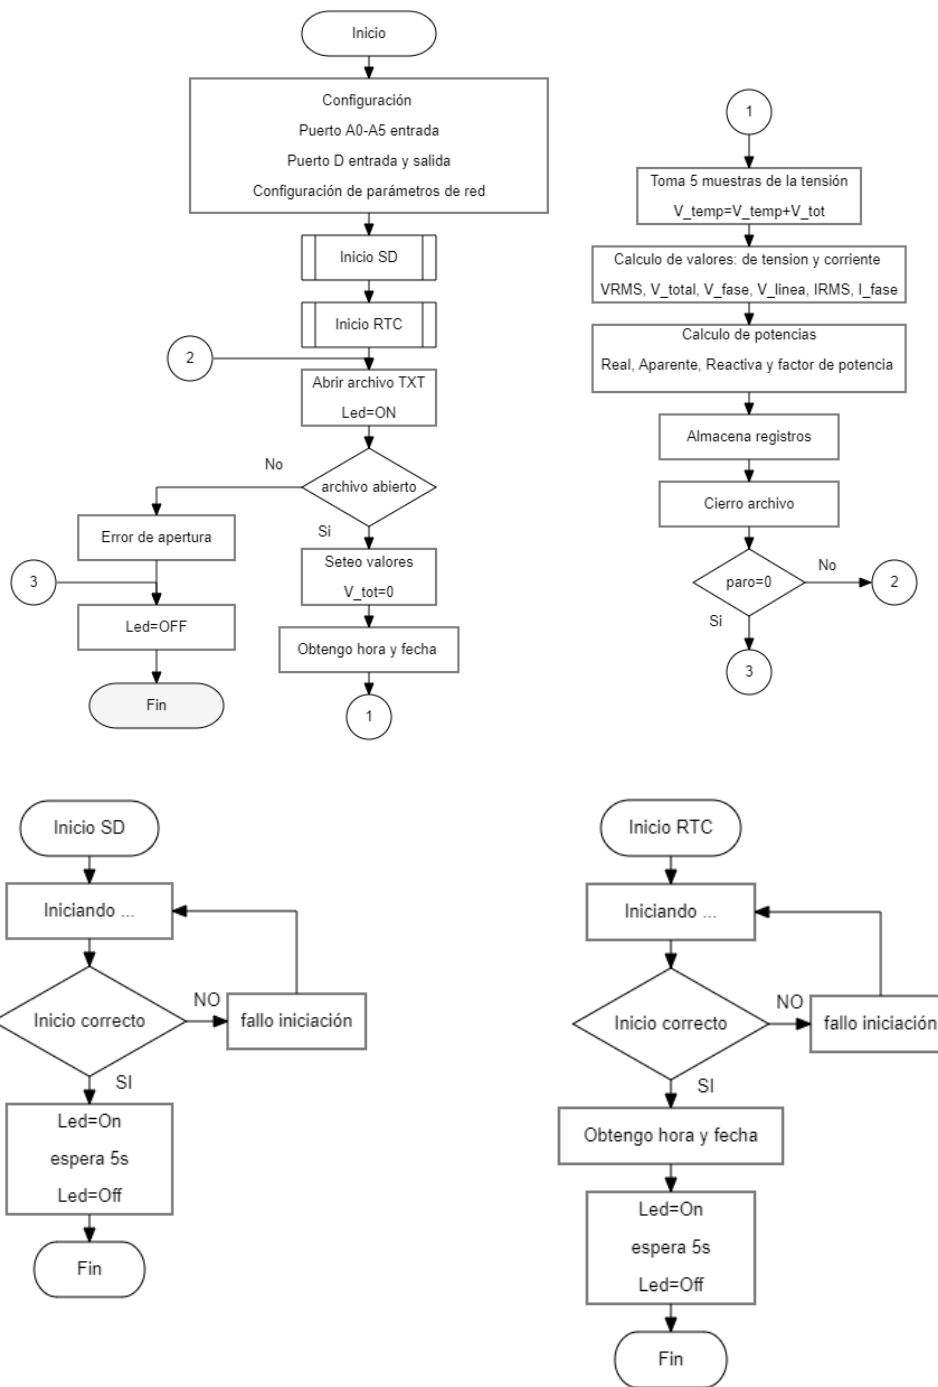 Inicio
Configuración
Puerto A0-A5 entrada
Puerto D entrada y salida
Configuración de parámetros de red
Inicio SD
Inicio RTC
2
Abrir archivo TXT
Led=ON
No
archivo abierto
Si
Error de apertura
3
Led=OFF
Fin
Seteo valores
V_tot=0
Obtengo hora y fecha
1
1
Toma 5 muestras de la tensión
V_temp=V_temp+V_tot
Calculo de valores: de tension y corriente
VRMS, V_total, V_fase, V_linea, IRMS, I_fase
Calculo de potencias
Real, Aparente, Reactiva y factor de potencia
Almacena registros
Cierro archivo
paro=0
No
2
Si
3
Inicio SD
Iniciando ...
Inicio correcto
NO
fallo iniciación
SI
Led=On
espera 5s
Led=Off
Fin
Inicio RTC
Iniciando ...
Inicio correcto
NO
fallo iniciación
SI
Obtengo hora y fecha
Led=On
espera 5s
Led=Off
Fin